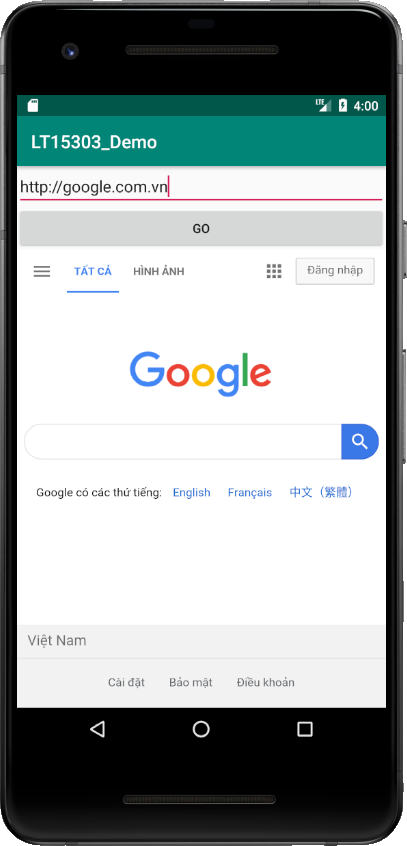 LTE 4:00
LT15303_Demo
http://google.com.vn
GO
TẤT CẢ HÌNH ẢNH Đăng nhập
Google
Google có các thứ tiếng: English Français 中文（繁體）
Việt Nam
Cài đặt Bảo mật Điều khoản